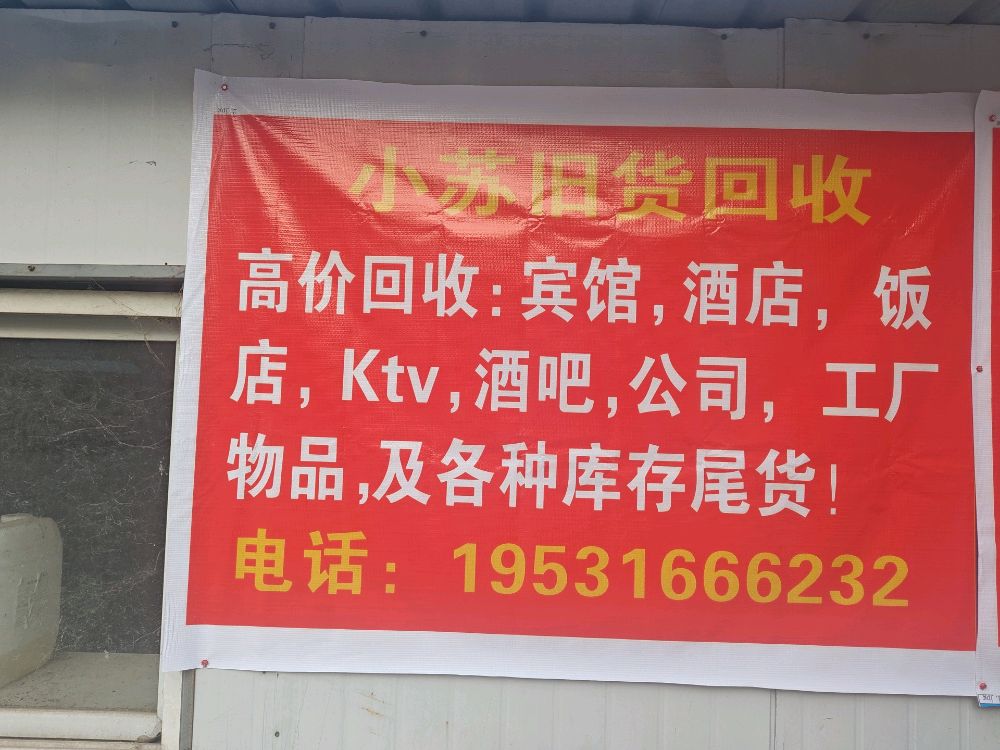 小苏旧货回收
高价回收:宾馆,酒店,饭
店,Ktv,酒吧,公司,工厂
物品,及各种库存尾货!
电话:19531666232